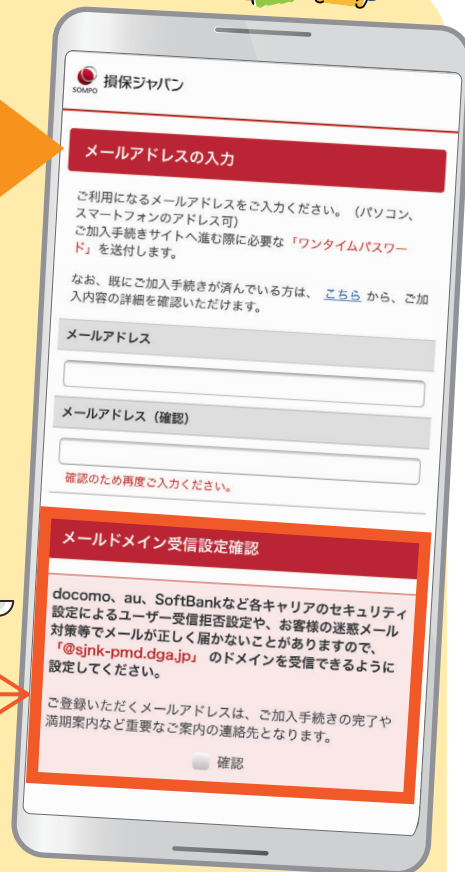 SOMPO 損保ジャパン
メールアドレスの入力
ご利用になるメールアドレスをご入力ください。（パソコン、
スマートフォンのアドレス可）
ご加入手続きサイトへ進む際に必要な「ワンタイムパスワー
ド」を送付します。
なお、既にご加入手続きが済んでいる方は、 こちら から、ご加
入内容の詳細を確認いただけます。
メールアドレス
メールアドレス（確認）
確認のため再度ご入力ください。
メールドメイン受信設定確認
docomo、au、SoftBankなど各キャリアのセキュリティ
設定によるユーザー受信拒否設定や、お客様の迷惑メール
対策等でメールが正しく届かないことがありますので、
「@sjnk-pmd.dga.jp」 のドメインを受信できるように
設定してください。
ご登録いただくメールアドレスは、ご加入手続きの完了や
満期案内など重要なご案内の連絡先となります。
確認